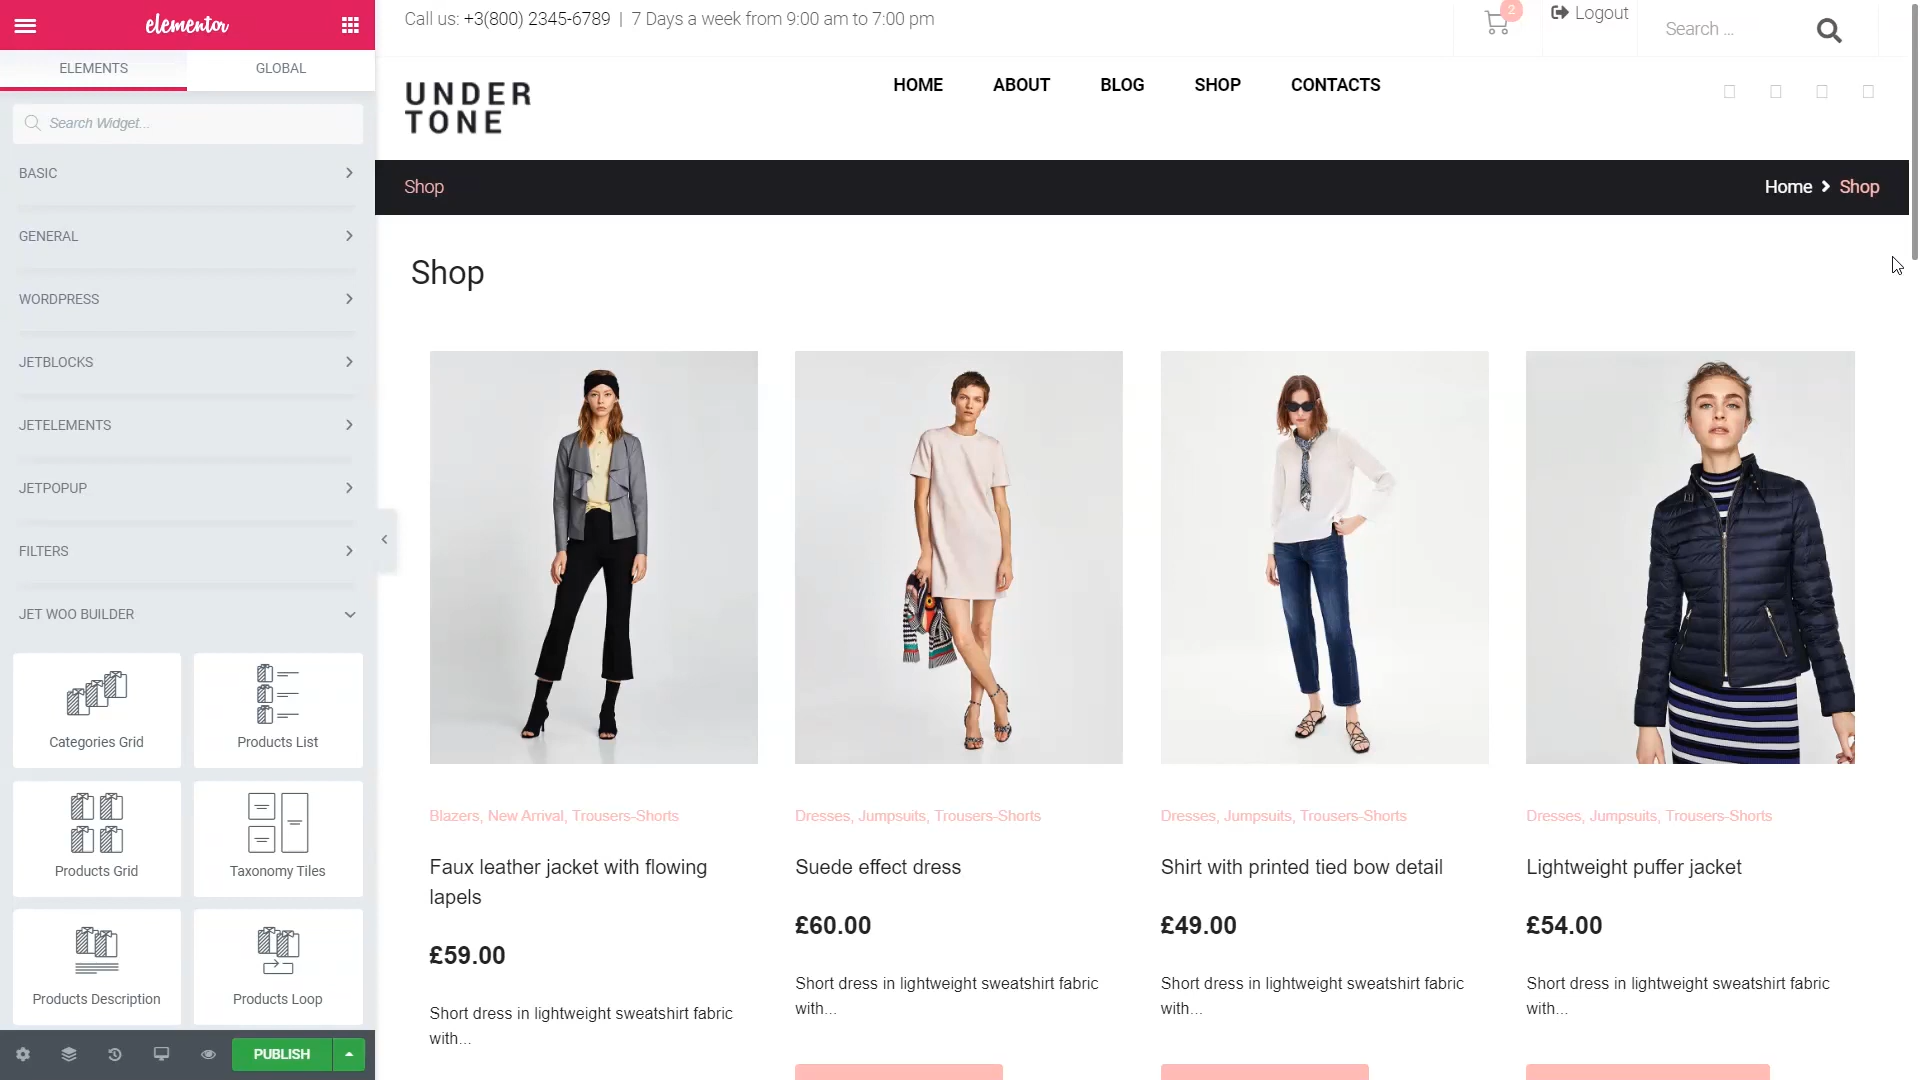 elementor
ELEMENTS
GLOBAL
Search Widget...
BASIC
GENERAL
WORDPRESS
JETBLOCKS
JETELEMENTS
JETPOPUP
FILTERS
JET WOO BUILDER
Categories Grid
Products List
Products Grid
Taxonomy Tiles
Products Description
Products Loop
PUBLISH
Call us: +3(800) 2345-6789 | 7 Days a week from 9:00 am to 7:00 pm
2
Logout
Search ...
UNDER
TONE
HOME
ABOUT
BLOG
SHOP
CONTACTS
Shop
Home
Shop
Shop
Blazers, New Arrival, Trousers-Shorts
Faux leather jacket with flowing
lapels
£59.00
Short dress in lightweight sweatshirt fabric
with...
Dresses, Jumpsuits, Trousers-Shorts
Suede effect dress
£60.00
Short dress in lightweight sweatshirt fabric
with...
Dresses, Jumpsuits, Trousers-Shorts
Shirt with printed tied bow detail
£49.00
Short dress in lightweight sweatshirt fabric
with...
Dresses, Jumpsuits, Trousers-Shorts
Lightweight puffer jacket
£54.00
Short dress in lightweight sweatshirt fabric
with...